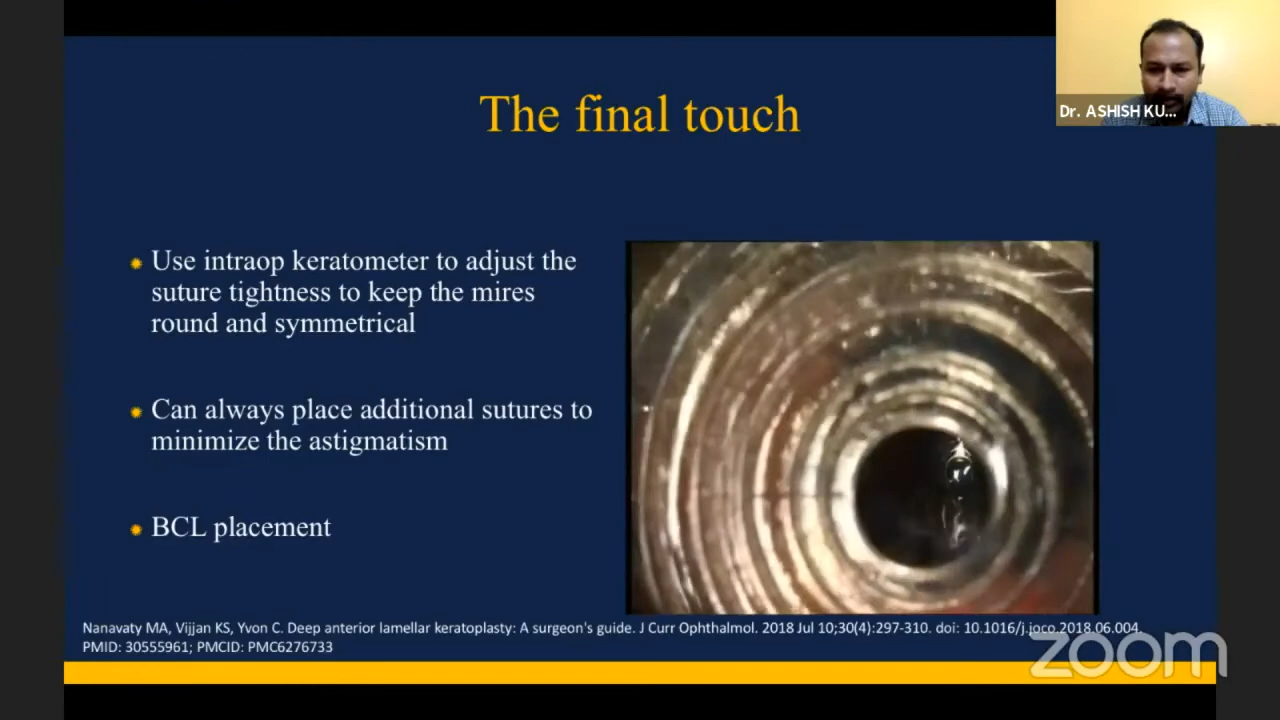 The final touch
Dr. ASHISH KU...
Use intraop keratometer to adjust the
suture tightness to keep the mires
round and symmetrical
Can always place additional sutures to
minimize the astigmatism
BCL placement
Nanavaty MA, Vijjan KS, Yvon C. Deep anterior lamellar keratoplasty: A surgeon's guide. J Curr Ophthalmol. 2018 Jul 10;30(4):297-310. doi: 10.1016/j.joco.2018.06.004.
PMID: 30555961; PMCID: PMC6276733
zoom